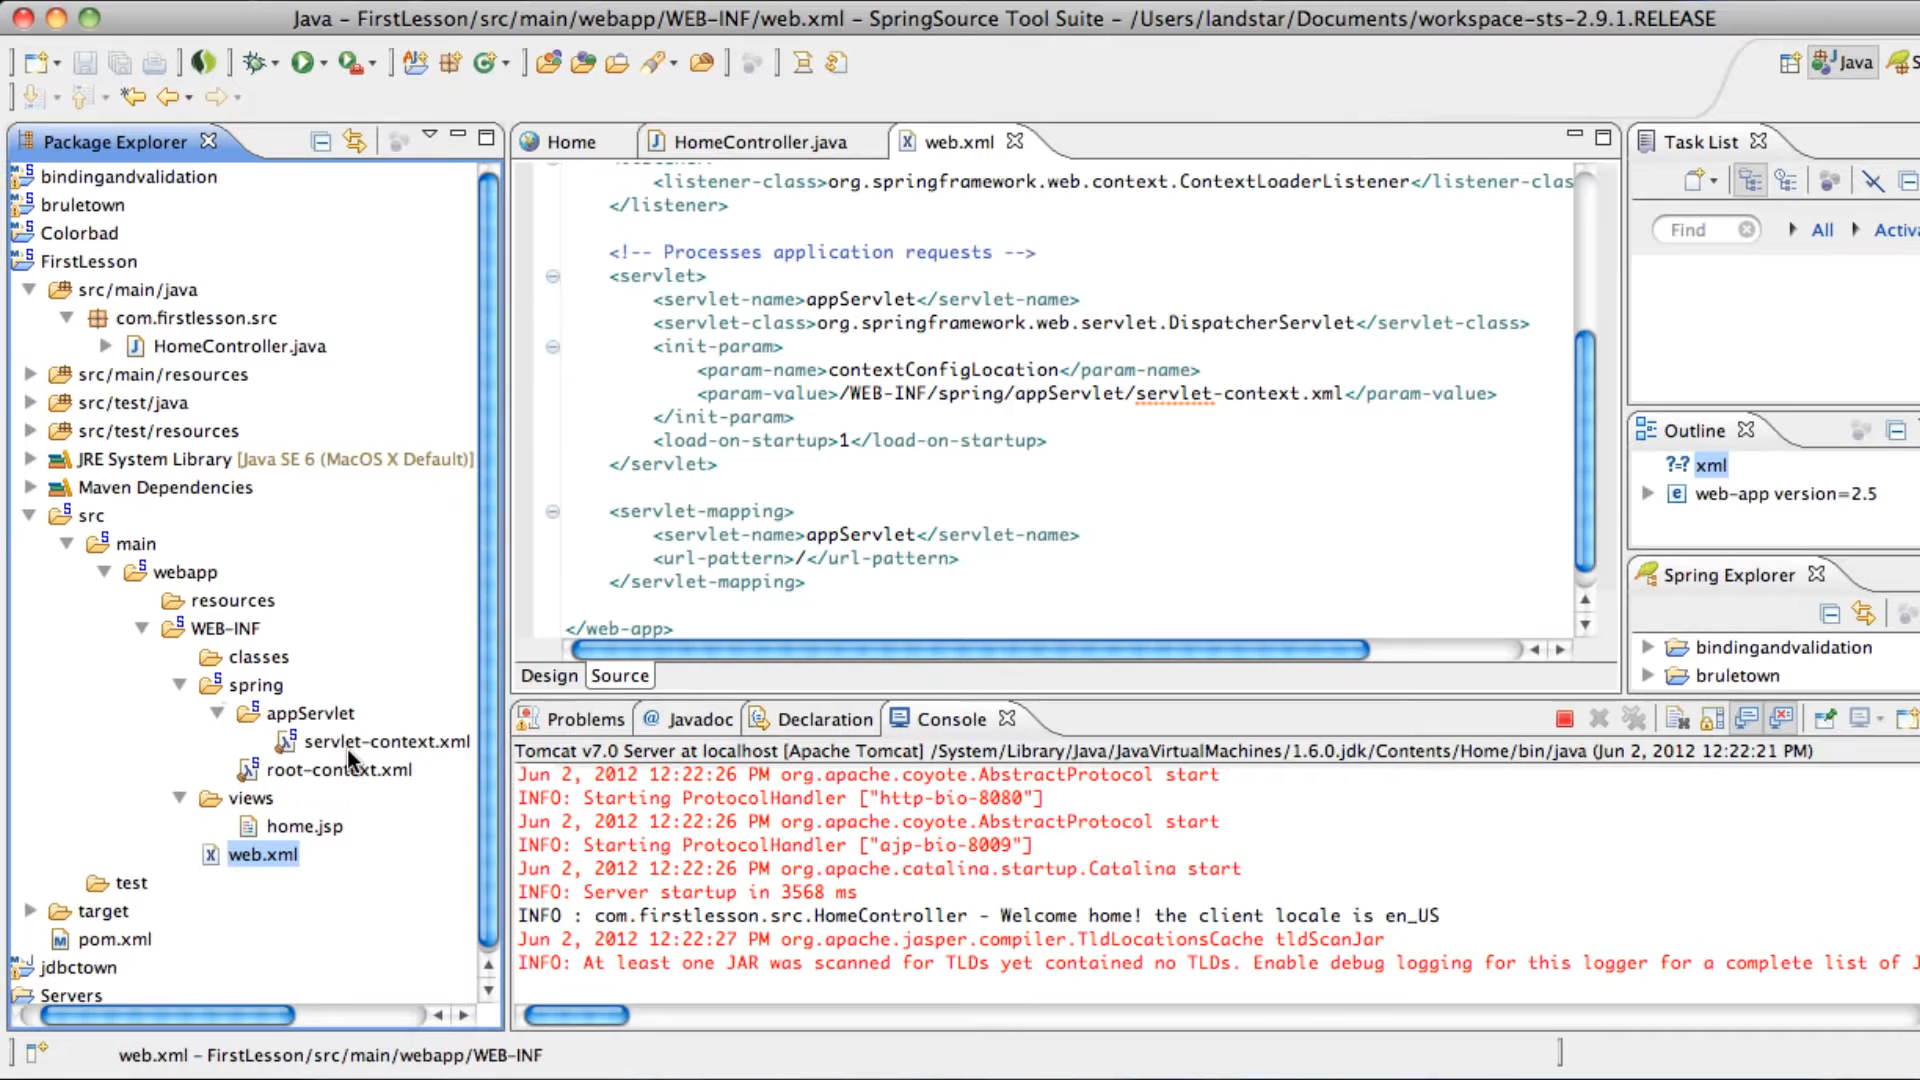 Java – FirstLesson/src/main/webapp/WEB-INF/web.xml – SpringSource Tool Suite – /Users/landstar/Documents/workspace-sts-2.9.1.RELEASE
Java
Package Explorer
bindingandvalidation
bruletown
Colorbad
FirstLesson
src/main/java
com.firstlesson.src
HomeController.java
src/main/resources
src/test/java
src/test/resources
JRE System Library [Java SE 6 (MacOS X Default)]
Maven Dependencies
src
main
webapp
resources
WEB-INF
classes
spring
appServlet
servlet-context.xml
root-context.xml
views
home.jsp
web.xml
test
target
pom.xml
jdbctown
Servers
Home
HomeController.java
web.xml
<listener-class>org.springframework.web.context.ContextLoaderListener</listener-clas
</listener>
<!-- Processes application requests -->
<servlet>
<servlet-name>appServlet</servlet-name>
<servlet-class>org.springframework.web.servlet.DispatcherServlet</servlet-class>
<init-param>
<param-name>contextConfigLocation</param-name>
<param-value>/WEB-INF/spring/appServlet/servlet-context.xml</param-value>
</init-param>
<load-on-startup>1</load-on-startup>
</servlet>
<servlet-mapping>
<servlet-name>appServlet</servlet-name>
<url-pattern>/</url-pattern>
</servlet-mapping>
</web-app>
Design
Source
Task List
Find
All
Activa
Outline
xml
web-app version=2.5
Spring Explorer
bindingandvalidation
bruletown
Problems
Javadoc
Declaration
Console
Tomcat v7.0 Server at localhost [Apache Tomcat] /System/Library/Java/JavaVirtualMachines/1.6.0.jdk/Contents/Home/bin/java (Jun 2, 2012 12:22:21 PM)
Jun 2, 2012 12:22:26 PM org.apache.coyote.AbstractProtocol start
INFO: Starting ProtocolHandler ["http-bio-8080"]
Jun 2, 2012 12:22:26 PM org.apache.coyote.AbstractProtocol start
INFO: Starting ProtocolHandler ["ajp-bio-8009"]
Jun 2, 2012 12:22:26 PM org.apache.catalina.startup.Catalina start
INFO: Server startup in 3568 ms
INFO : com.firstlesson.src.HomeController - Welcome home! the client locale is en_US
Jun 2, 2012 12:22:27 PM org.apache.jasper.compiler.TldLocationsCache tldScanJar
INFO: At least one JAR was scanned for TLDs yet contained no TLDs. Enable debug logging for this logger for a complete list of J
web.xml – FirstLesson/src/main/webapp/WEB-INF